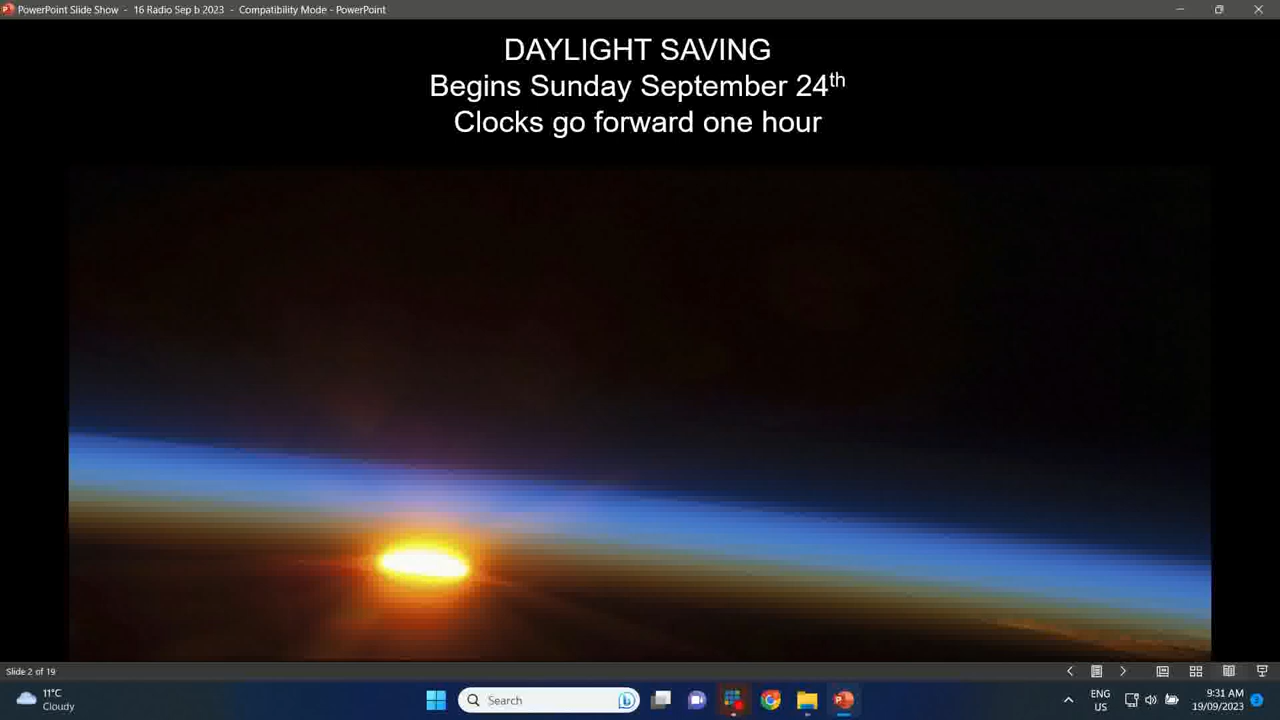 PowerPoint Slide Show - 16 Radio Sep b 2023 - Compatibility Mode - PowerPoint
DAYLIGHT SAVING
Begins Sunday September 24th
Clocks go forward one hour
Slide 2 of 19
11°C
Cloudy
Search
ENG
US
9:31 AM
19/09/2023